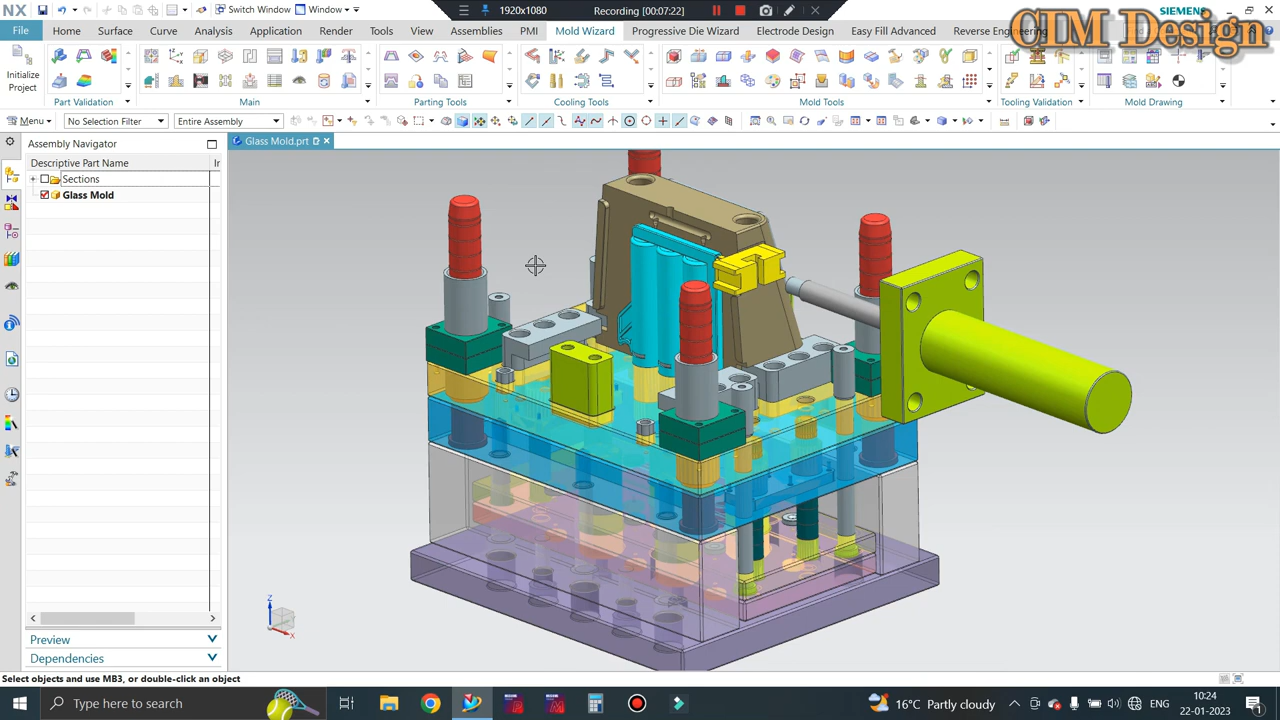 NX
Switch Window
Window
1920x1080
Recording [00:07:22]
SIEMENS
CIM Design
File
Home
Surface
Curve
Analysis
Application
Render
Tools
View
Assemblies
PMI
Mold Wizard
Progressive Die Wizard
Electrode Design
Easy Fill Advanced
Reverse Engineering
Initialize
Project
Part Validation
Main
Parting Tools
Cooling Tools
Mold Tools
Tooling Validation
Mold Drawing
Menu
No Selection Filter
Entire Assembly
Assembly Navigator
Glass Mold.prt
Descriptive Part Name
Ir
Sections
Glass Mold
Z
X
Preview
Dependencies
Select objects and use MB3, or double-click an object
Type here to search
16°C Partly cloudy
ENG
10:24
22-01-2023
1